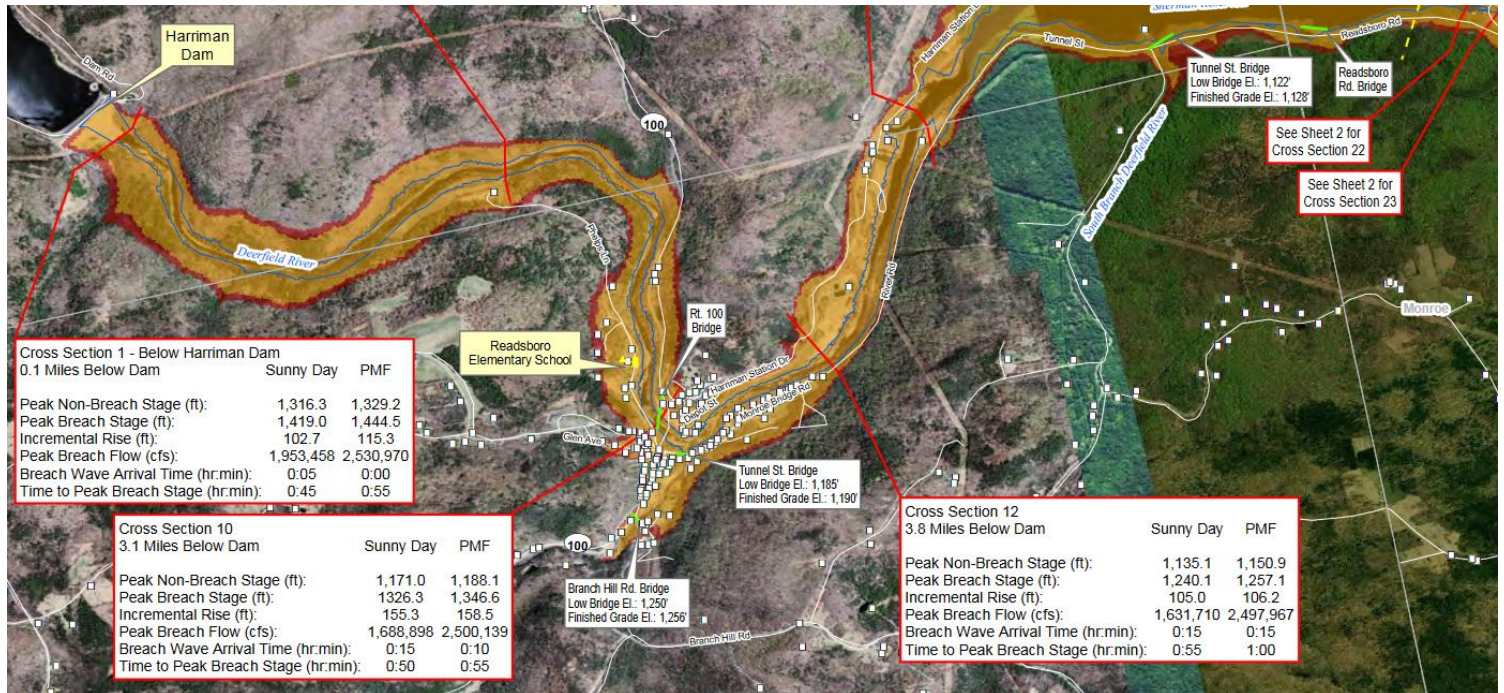 Harriman
Dam
Dam Rd
100
Deerfield River
Phelps Ln
Readsboro
Elementary School
Rt. 100
Bridge
Harriman Station Dr
Depot St
Monroe Bridge Rd
Glen Ave
River Rd
Tunnel St
Readsboro Rd
Tunnel St. Bridge
Low Bridge El.: 1,122'
Finished Grade El.: 1,128'
Readsboro
Rd. Bridge
South Branch Deerfield River
See Sheet 2 for
Cross Section 22
See Sheet 2 for
Cross Section 23
Monroe
Cross Section 1 - Below Harriman Dam
0.1 Miles Below Dam Sunny Day PMF
Peak Non-Breach Stage (ft): 1,316.3 1,329.2
Peak Breach Stage (ft): 1,419.0 1,444.5
Incremental Rise (ft): 102.7 115.3
Peak Breach Flow (cfs): 1,953,458 2,530,970
Breach Wave Arrival Time (hr:min): 0:05 0:00
Time to Peak Breach Stage (hr:min): 0:45 0:55
Tunnel St. Bridge
Low Bridge El.: 1,185'
Finished Grade El.: 1,190'
Cross Section 10
3.1 Miles Below Dam Sunny Day PMF
Peak Non-Breach Stage (ft): 1,171.0 1,188.1
Peak Breach Stage (ft): 1326.3 1,346.6
Incremental Rise (ft): 155.3 158.5
Peak Breach Flow (cfs): 1,688,898 2,500,139
Breach Wave Arrival Time (hr:min): 0:15 0:10
Time to Peak Breach Stage (hr:min): 0:50 0:55
100
Branch Hill Rd. Bridge
Low Bridge El.: 1,250'
Finished Grade El.: 1,256'
Branch Hill Rd
Cross Section 12
3.8 Miles Below Dam Sunny Day PMF
Peak Non-Breach Stage (ft): 1,135.1 1,150.9
Peak Breach Stage (ft): 1,240.1 1,257.1
Incremental Rise (ft): 105.0 106.2
Peak Breach Flow (cfs): 1,631,710 2,497,967
Breach Wave Arrival Time (hr:min): 0:15 0:15
Time to Peak Breach Stage (hr:min): 0:55 1:00
Harriman Station
Sherman